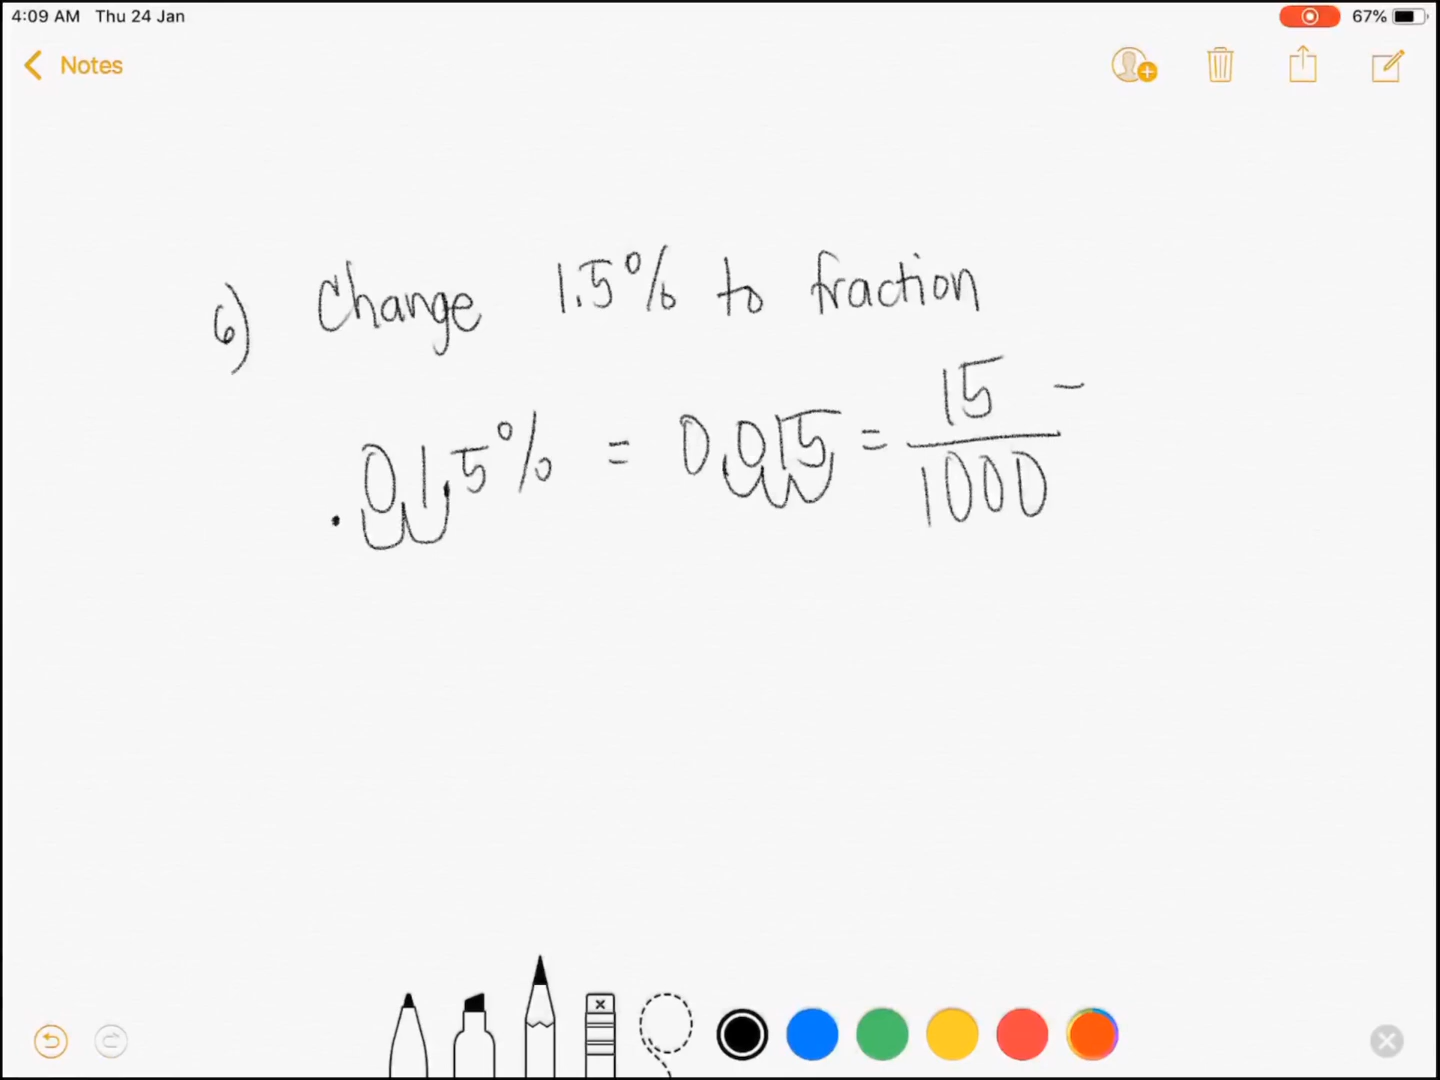 4:09 AM Thu 24 Jan 67%
Notes
6) Change 1.5% to fraction
.01.5% = 0.015 = 15/1000 -